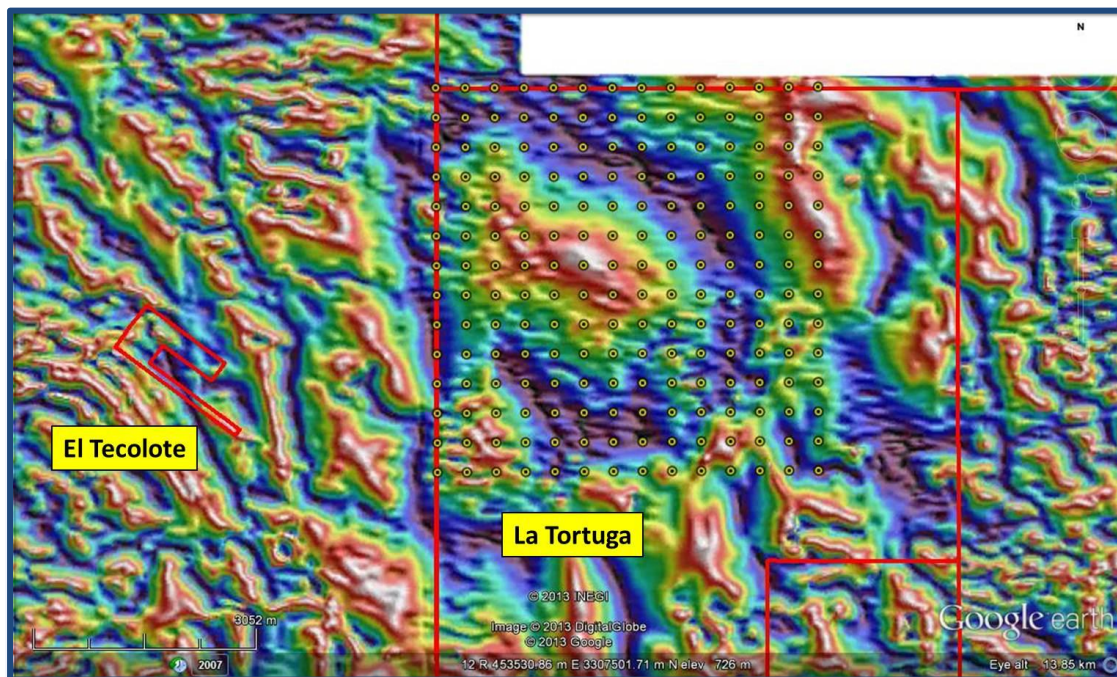 N
El Tecolote
La Tortuga
© 2013 INEGI
Image © 2013 DigitalGlobe
© 2013 Google
3052 m
2007
12 R 453530.86 m E 3307501.71 m N elev 726 m
Google earth
Eye alt 13.85 km